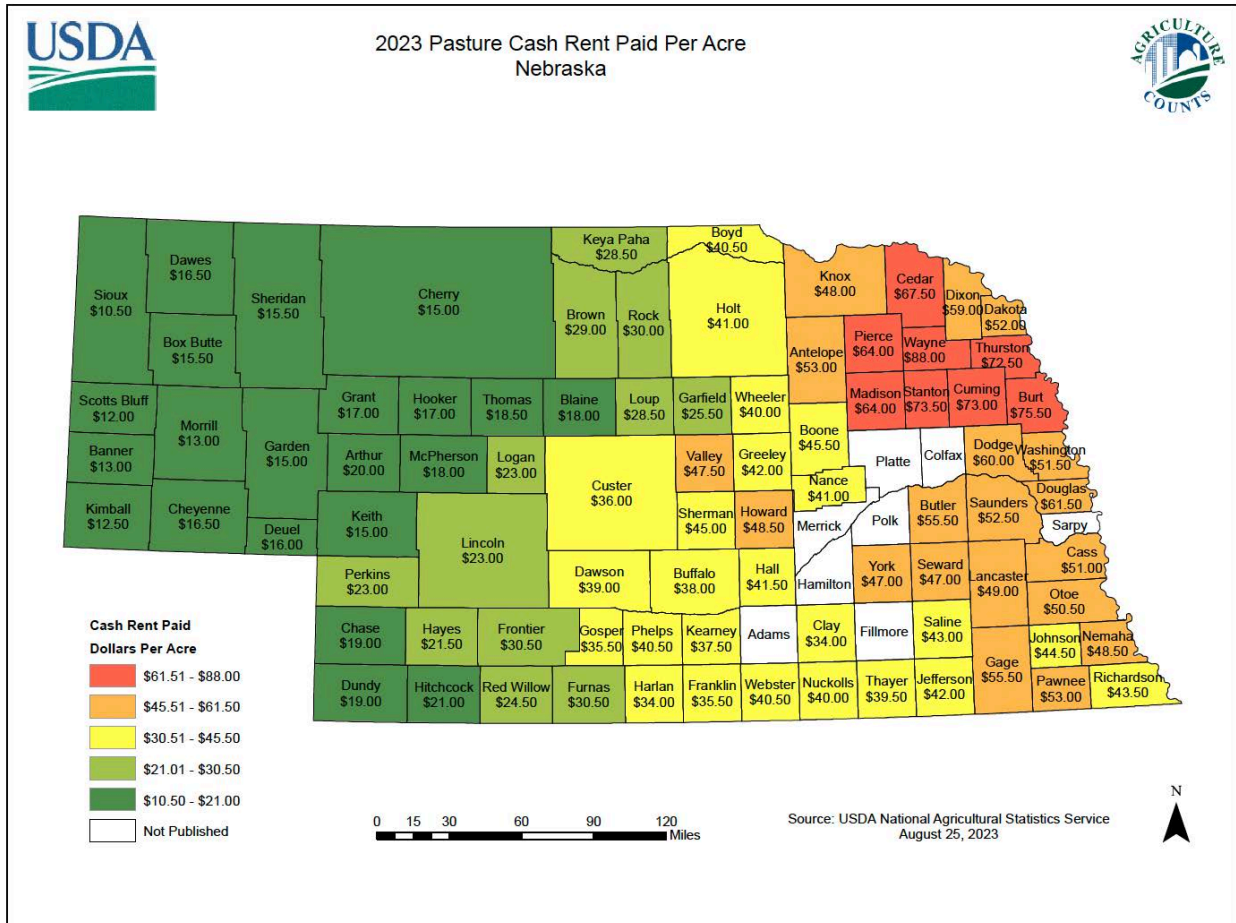 USDA
2023 Pasture Cash Rent Paid Per Acre
Nebraska
AGRICULTURE
COUNTS
Keya Paha
$28.50
Boyd
$40.50
Sioux
$10.50
Dawes
$16.50
Sheridan
$15.50
Cherry
$15.00
Brown
$29.00
Rock
$30.00
Holt
$41.00
Knox
$48.00
Cedar
$67.50
Dixon
$59.00
Dakota
$52.00
Box Butte
$15.50
Antelope
$53.00
Pierce
$64.00
Wayne
$88.00
Thurston
$72.50
Scotts Bluff
$12.00
Morrill
$13.00
Grant
$17.00
Hooker
$17.00
Thomas
$18.50
Blaine
$18.00
Loup
$28.50
Garfield
$25.50
Wheeler
$40.00
Madison
$64.00
Stanton
$73.50
Cuming
$73.00
Burt
$75.50
Boone
$45.50
Banner
$13.00
Garden
$15.00
Arthur
$20.00
McPherson
$18.00
Logan
$23.00
Custer
$36.00
Valley
$47.50
Greeley
$42.00
Platte
Colfax
Dodge
$60.00
Washington
$51.50
Nance
$41.00
Kimball
$12.50
Cheyenne
$16.50
Deuel
$16.00
Keith
$15.00
Lincoln
$23.00
Sherman
$45.00
Howard
$48.50
Merrick
Polk
Butler
$55.50
Saunders
$52.50
Douglas
$61.50
Sarpy
Perkins
$23.00
Dawson
$39.00
Buffalo
$38.00
Hall
$41.50
Hamilton
York
$47.00
Seward
$47.00
Lancaster
$49.00
Cass
$51.00
Otoe
$50.50
Chase
$19.00
Hayes
$21.50
Frontier
$30.50
Gosper
$35.50
Phelps
$40.50
Kearney
$37.50
Adams
Clay
$34.00
Fillmore
Saline
$43.00
Gage
$55.50
Johnson
$44.50
Nemaha
$48.50
Dundy
$19.00
Hitchcock
$21.00
Red Willow
$24.50
Furnas
$30.50
Harlan
$34.00
Franklin
$35.50
Webster
$40.50
Nuckolls
$40.00
Thayer
$39.50
Jefferson
$42.00
Pawnee
$53.00
Richardson
$43.50
Cash Rent Paid
Dollars Per Acre
$61.51 - $88.00
$45.51 - $61.50
$30.51 - $45.50
$21.01 - $30.50
$10.50 - $21.00
Not Published
0 15 30 60 90 120
Miles
Source: USDA National Agricultural Statistics Service
August 25, 2023
N